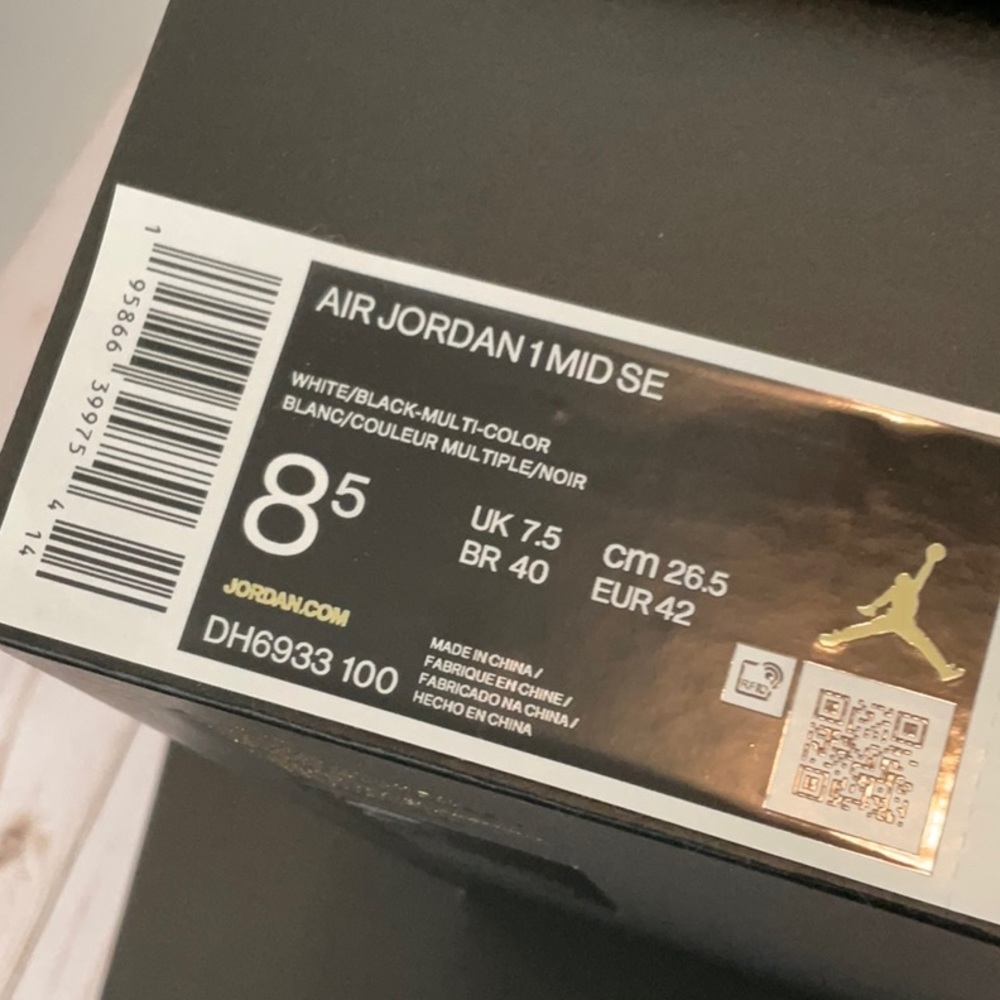 1 95866 39975 4 14
AIR JORDAN 1 MID SE
WHITE/BLACK-MULTI-COLOR
BLANC/COULEUR MULTIPLE/NOIR
8 5
UK 7.5
BR 40
cm 26.5
EUR 42
JORDAN.COM
DH6933 100
MADE IN CHINA /
FABRIQUE EN CHINE /
FABRICADO NA CHINA /
HECHO EN CHINA
RFID